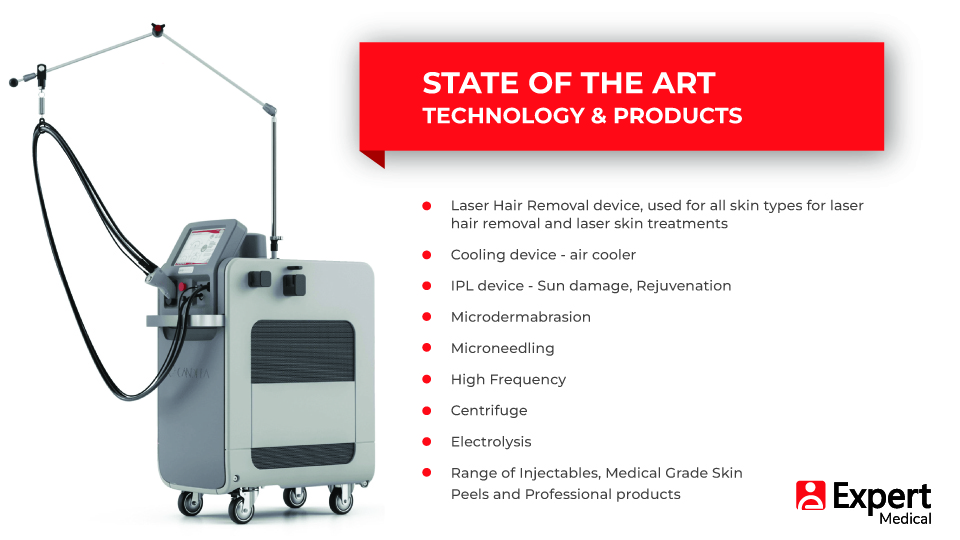 STATE OF THE ART
TECHNOLOGY & PRODUCTS
Laser Hair Removal device, used for all skin types for laser
hair removal and laser skin treatments
Cooling device - air cooler
IPL device - Sun damage, Rejuvenation
Microdermabrasion
Microneedling
High Frequency
Centrifuge
Electrolysis
Range of Injectables, Medical Grade Skin
Peels and Professional products
CANDELA
Expert
Medical